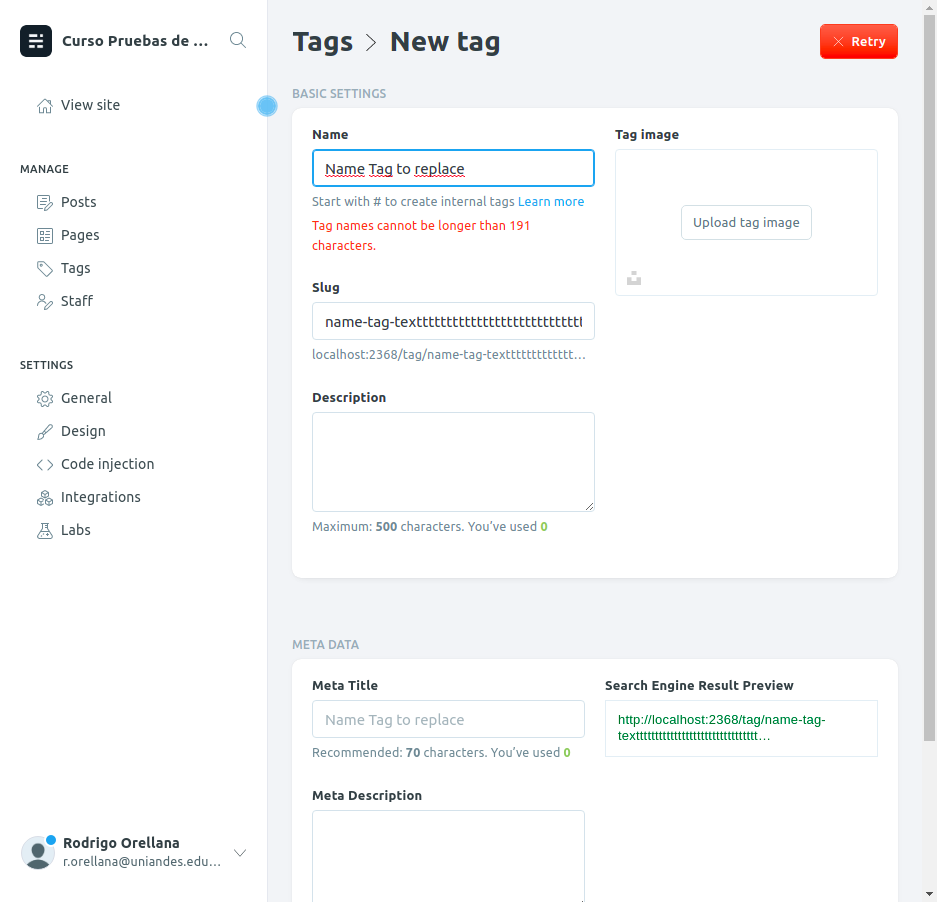 Curso Pruebas de ...
View site
MANAGE
Posts
Pages
Tags
Staff
SETTINGS
General
Design
Code injection
Integrations
Labs
Rodrigo Orellana
r.orellana@uniandes.edu...
Tags > New tag
Retry
BASIC SETTINGS
Name
Name Tag to replace
Start with # to create internal tags Learn more
Tag names cannot be longer than 191
characters.
Slug
name-tag-texttttttttttttttttttttttttttttt
localhost:2368/tag/name-tag-texttttttttttttt...
Description
Maximum: 500 characters. You’ve used 0
Tag image
Upload tag image
META DATA
Meta Title
Name Tag to replace
Recommended: 70 characters. You’ve used 0
Meta Description
Search Engine Result Preview
http://localhost:2368/tag/name-tag-
textttttttttttttttttttttttttttttttt...